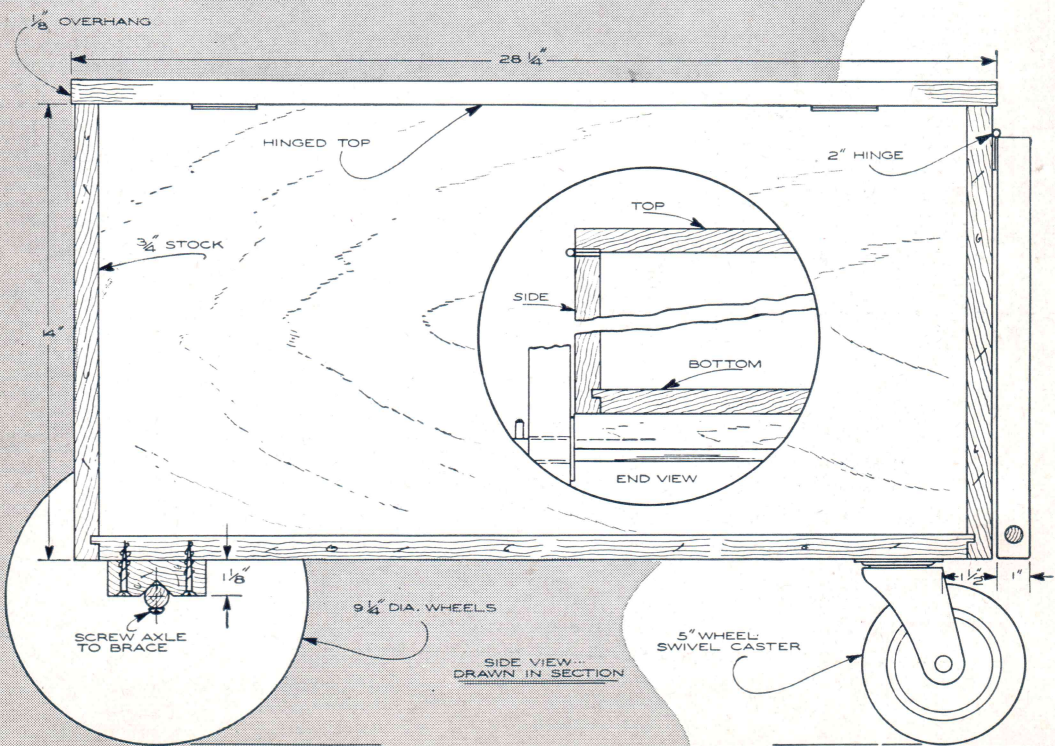 1/8" OVERHANG
28 1/4"
HINGED TOP
2" HINGE
TOP
3/4" STOCK
SIDE
14"
BOTTOM
END VIEW
1 1/8"
1 1/2"
1"
9 1/4" DIA. WHEELS
SCREW AXLE
TO BRACE
5" WHEEL-
SWIVEL CASTER
SIDE VIEW---
DRAWN IN SECTION